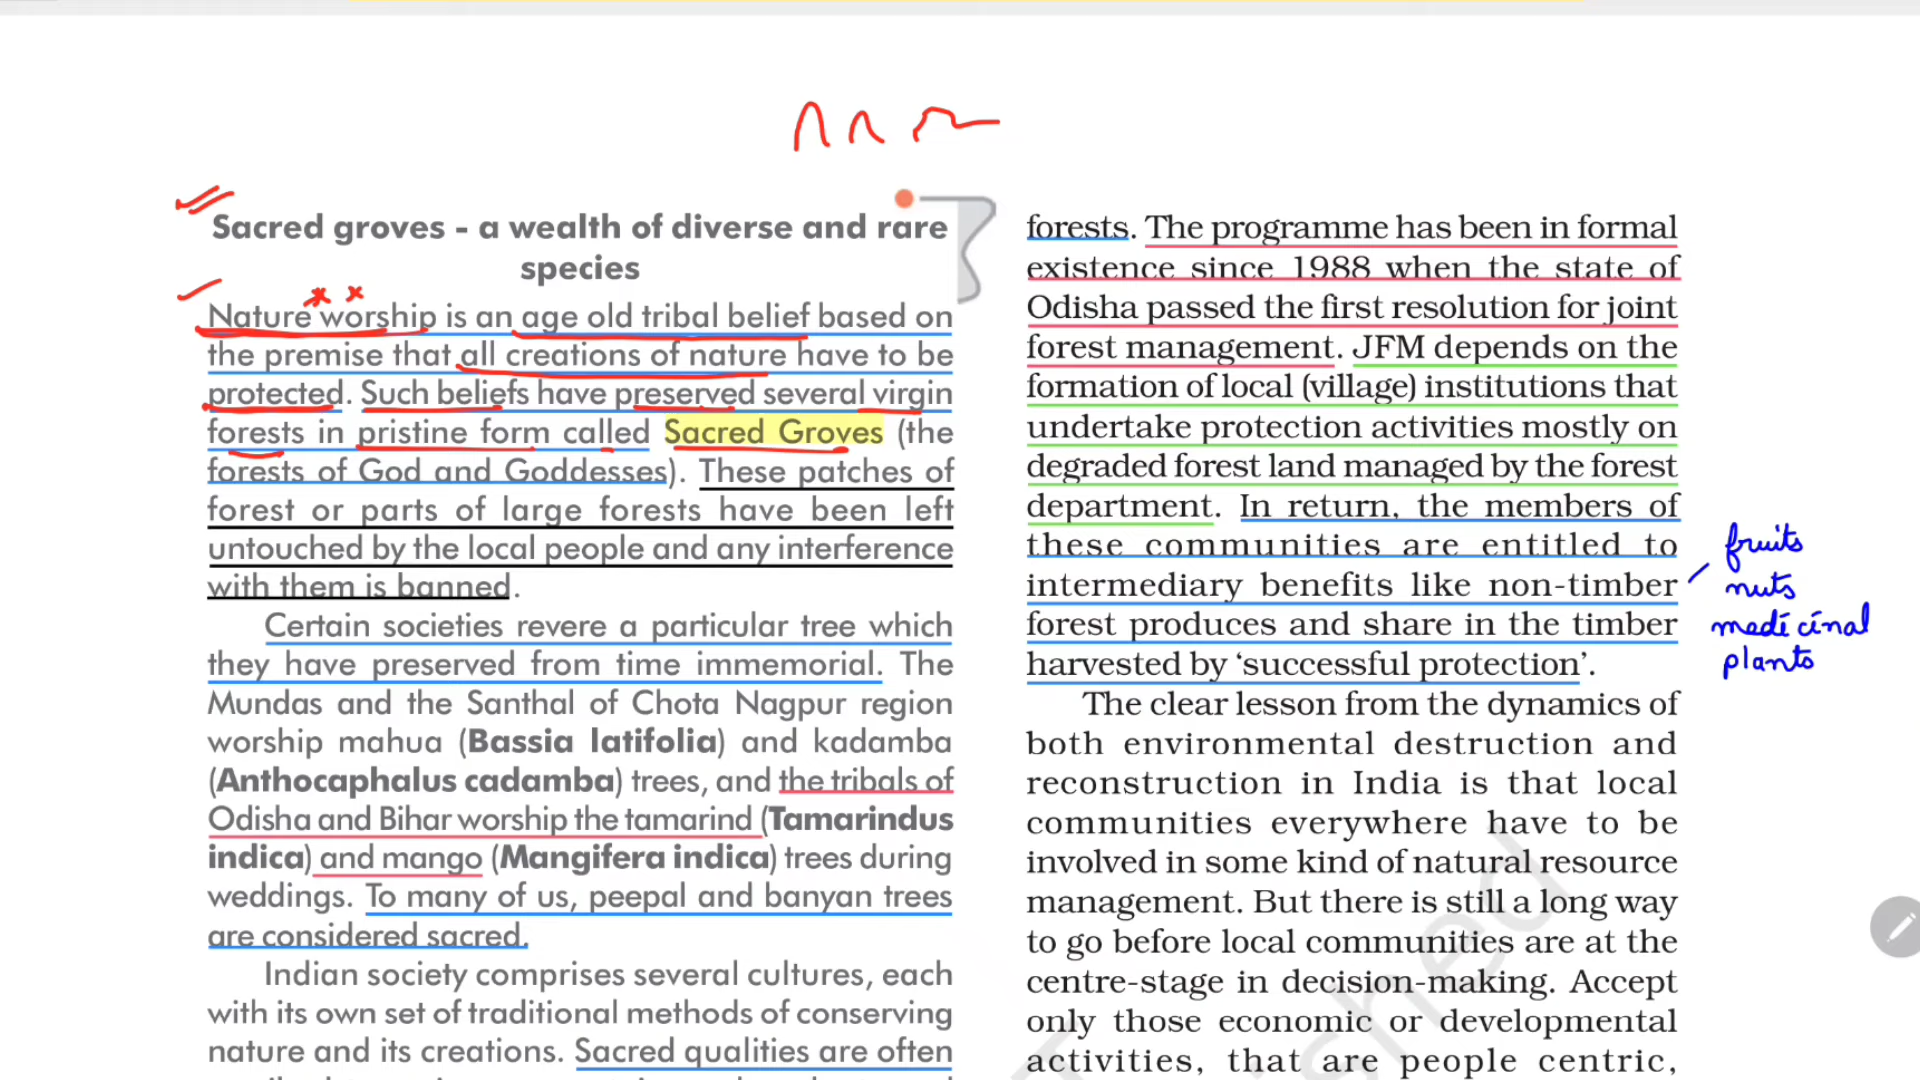 Sacred groves - a wealth of diverse and rare
species
Nature worship is an age old tribal belief based on
the premise that all creations of nature have to be
protected. Such beliefs have preserved several virgin
forests in pristine form called Sacred Groves (the
forests of God and Goddesses). These patches of
forest or parts of large forests have been left
untouched by the local people and any interference
with them is banned.
Certain societies revere a particular tree which
they have preserved from time immemorial. The
Mundas and the Santhal of Chota Nagpur region
worship mahua (Bassia latifolia) and kadamba
(Anthocaphalus cadamba) trees, and the tribals of
Odisha and Bihar worship the tamarind (Tamarindus
indica) and mango (Mangifera indica) trees during
weddings. To many of us, peepal and banyan trees
are considered sacred.
Indian society comprises several cultures, each
with its own set of traditional methods of conserving
nature and its creations. Sacred qualities are often
forests. The programme has been in formal
existence since 1988 when the state of
Odisha passed the first resolution for joint
forest management. JFM depends on the
formation of local (village) institutions that
undertake protection activities mostly on
degraded forest land managed by the forest
department. In return, the members of
these communities are entitled to
intermediary benefits like non-timber
forest produces and share in the timber
harvested by ‘successful protection’.
The clear lesson from the dynamics of
both environmental destruction and
reconstruction in India is that local
communities everywhere have to be
involved in some kind of natural resource
management. But there is still a long way
to go before local communities are at the
centre-stage in decision-making. Accept
only those economic or developmental
activities, that are people centric,
fruits
nuts
medicinal
plants